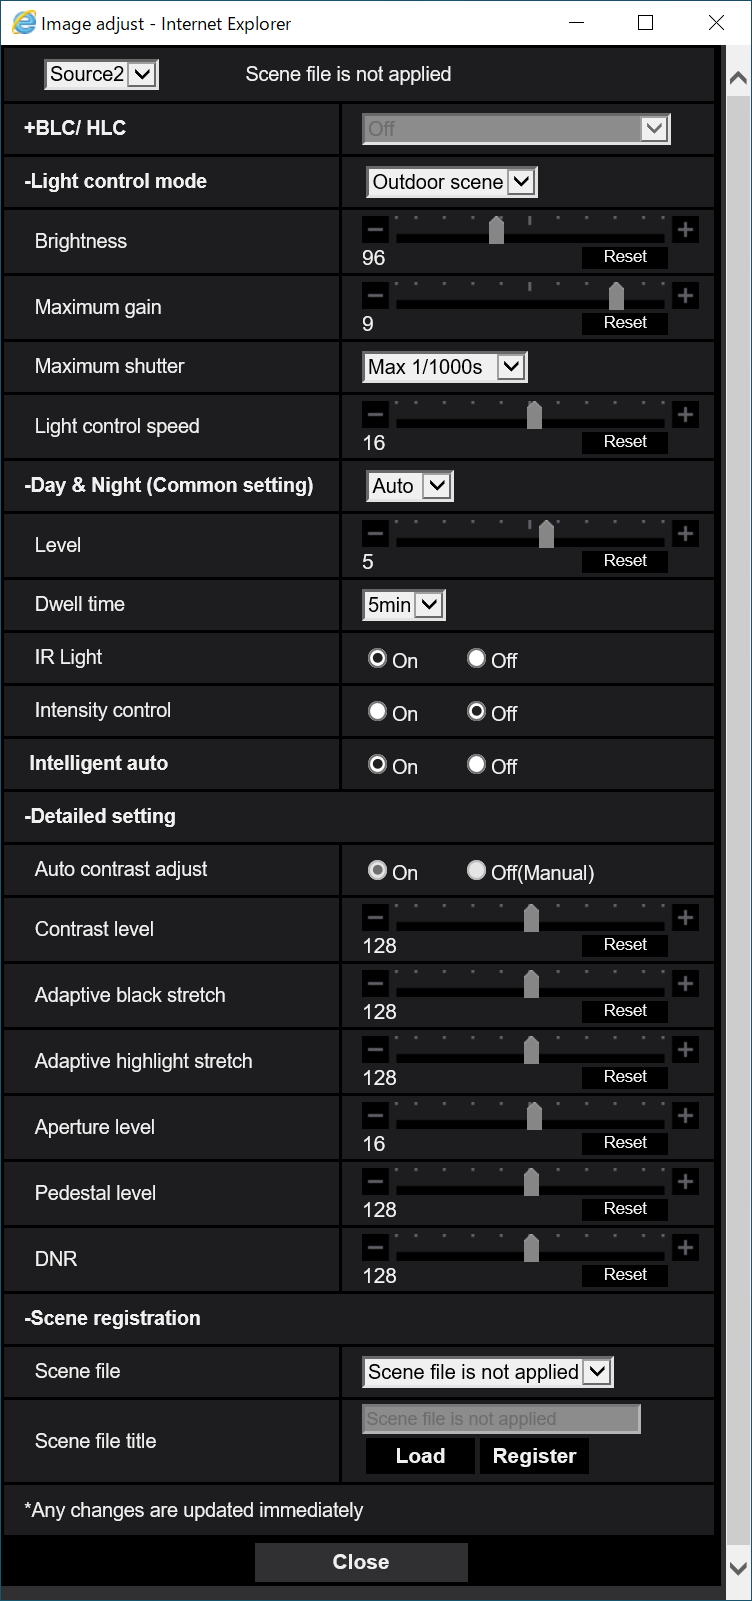 Image adjust - Internet Explorer
Source2 Scene file is not applied
+BLC/ HLC Off
-Light control mode Outdoor scene
Brightness
96 Reset
Maximum gain
9 Reset
Maximum shutter Max 1/1000s
Light control speed
16 Reset
-Day & Night (Common setting) Auto
Level
5 Reset
Dwell time 5min
IR Light On Off
Intensity control On Off
Intelligent auto On Off
-Detailed setting
Auto contrast adjust On Off(Manual)
Contrast level
128 Reset
Adaptive black stretch
128 Reset
Adaptive highlight stretch
128 Reset
Aperture level
16 Reset
Pedestal level
128 Reset
DNR
128 Reset
-Scene registration
Scene file Scene file is not applied
Scene file title Scene file is not applied
Load Register
*Any changes are updated immediately
Close